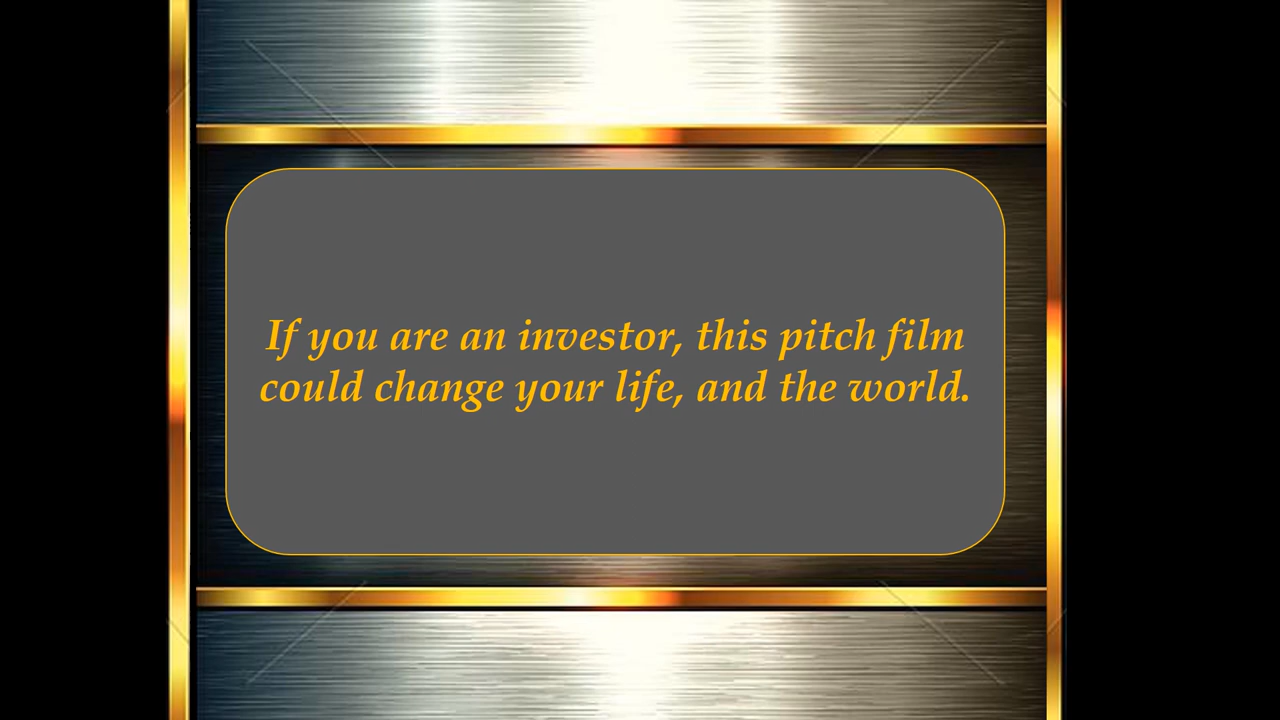 If you are an investor, this pitch film
could change your life, and the world.